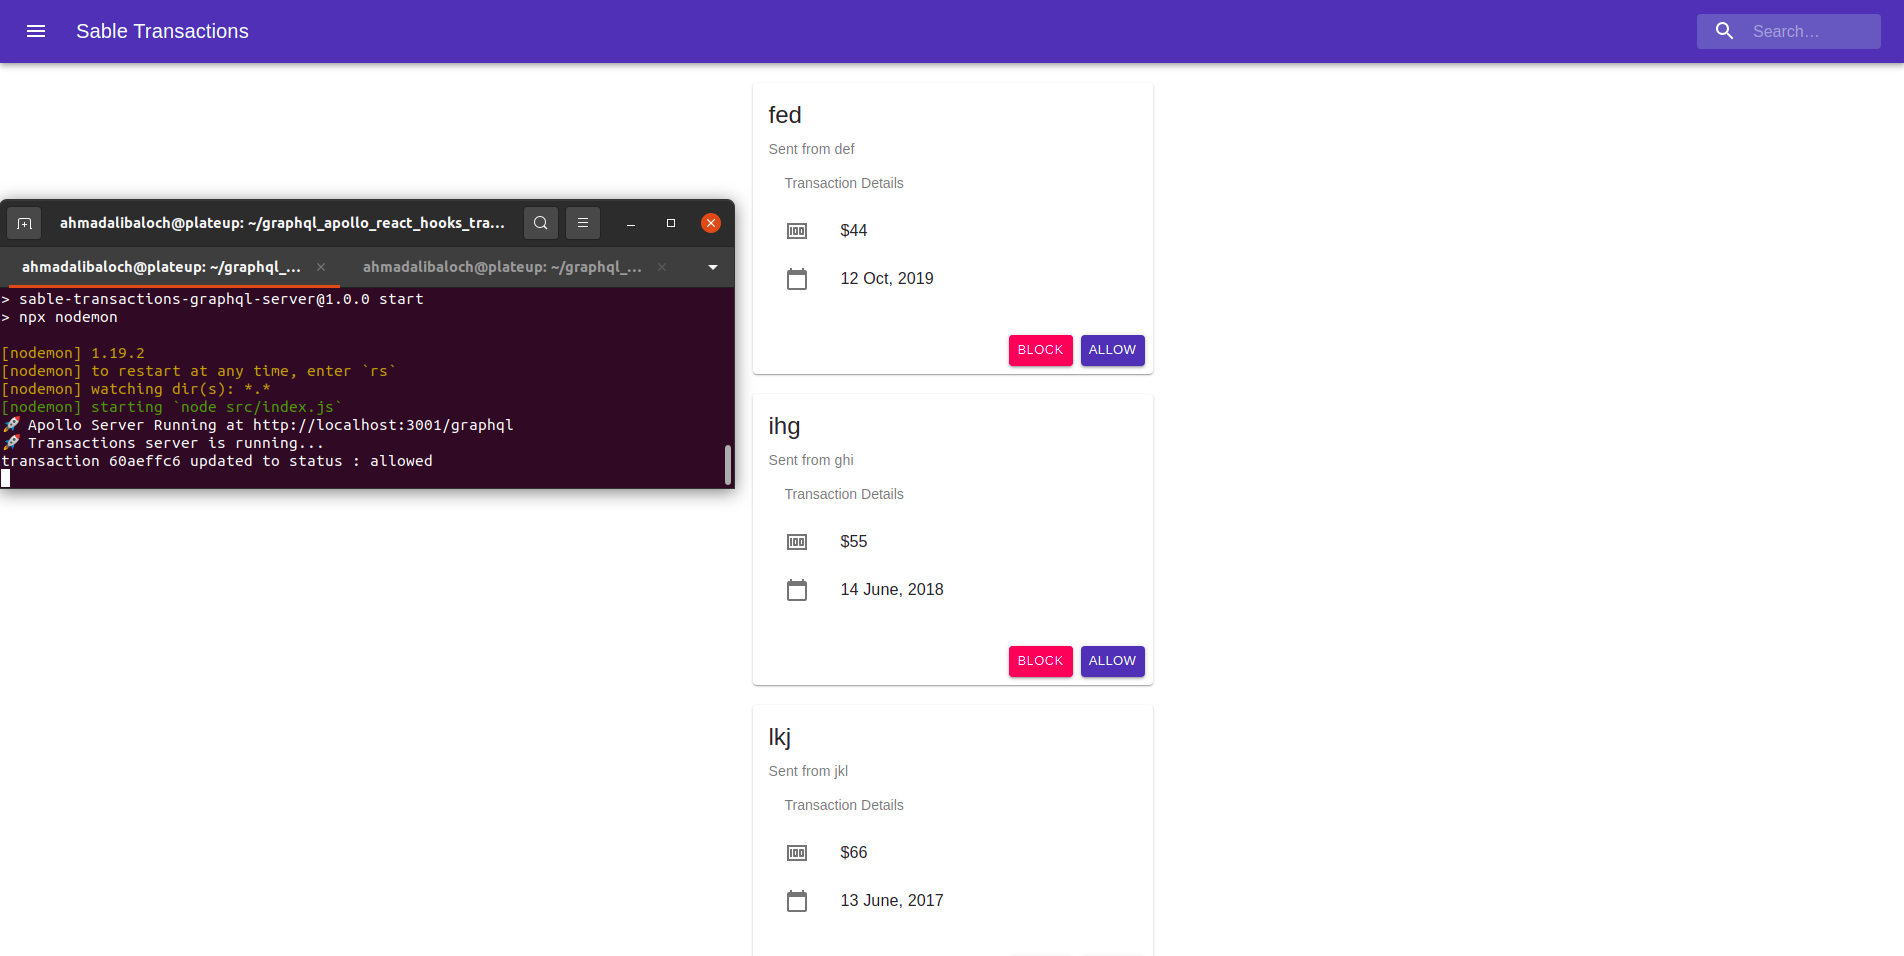 Sable Transactions
Search…
ahmadalibaloch@plateup: ~/graphql_apollo_react_hooks_tra...
ahmadalibaloch@plateup: ~/graphql_...
ahmadalibaloch@plateup: ~/graphql_...
> sable-transactions-graphql-server@1.0.0 start
> npx nodemon
[nodemon] 1.19.2
[nodemon] to restart at any time, enter `rs`
[nodemon] watching dir(s): *.*
[nodemon] starting `node src/index.js`
🚀 Apollo Server Running at http://localhost:3001/graphql
🚀 Transactions server is running...
transaction 60aeffc6 updated to status : allowed
fed
Sent from def
Transaction Details
$44
12 Oct, 2019
BLOCK ALLOW
ihg
Sent from ghi
Transaction Details
$55
14 June, 2018
BLOCK ALLOW
lkj
Sent from jkl
Transaction Details
$66
13 June, 2017